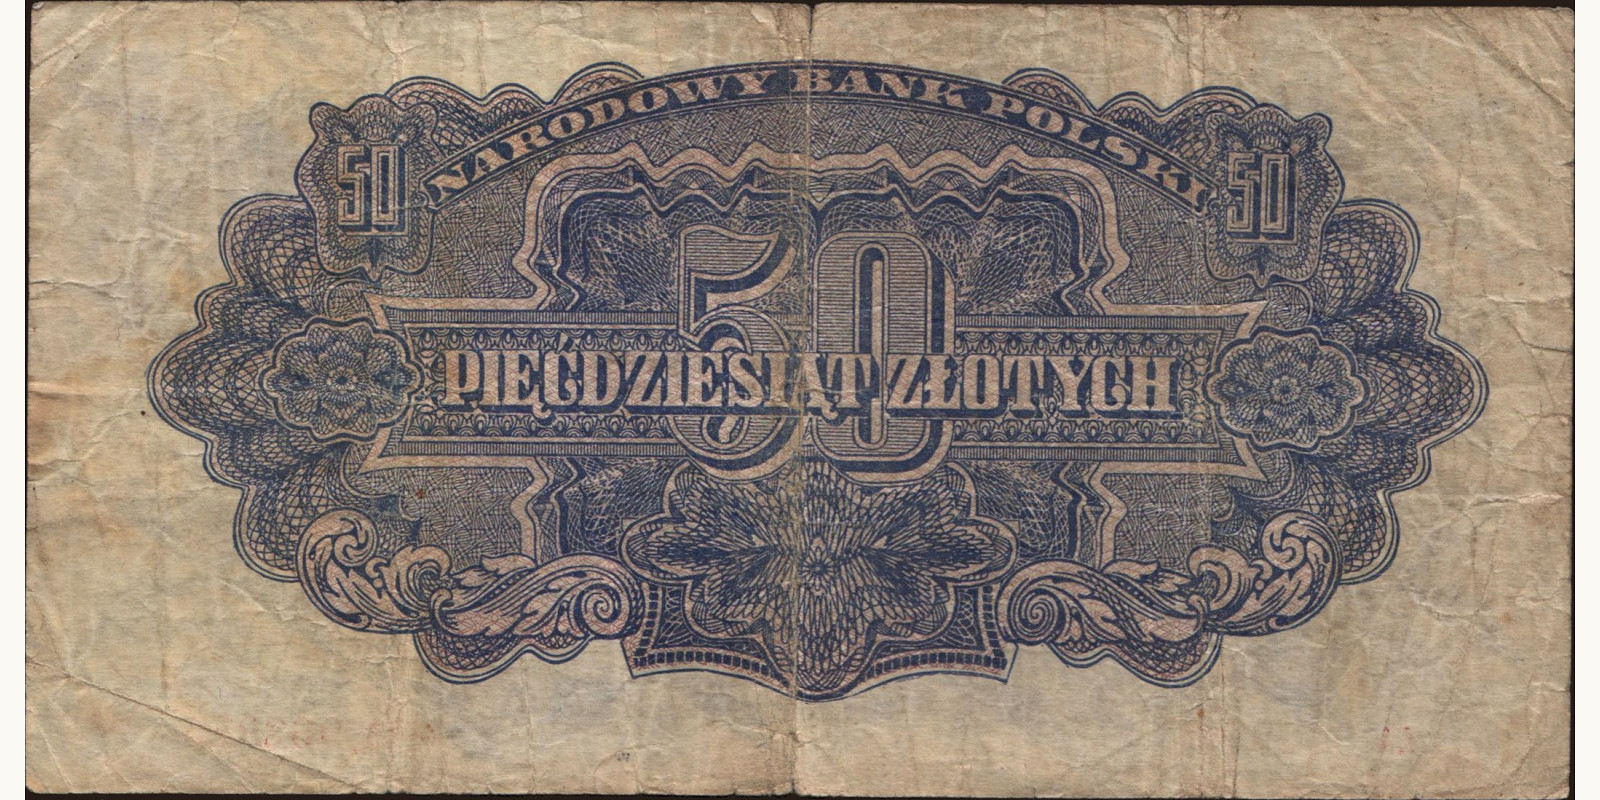 NARODOWY BANK POLSKI
50 50
50
PIĘĆDZIESIĄT ZŁOTYCH